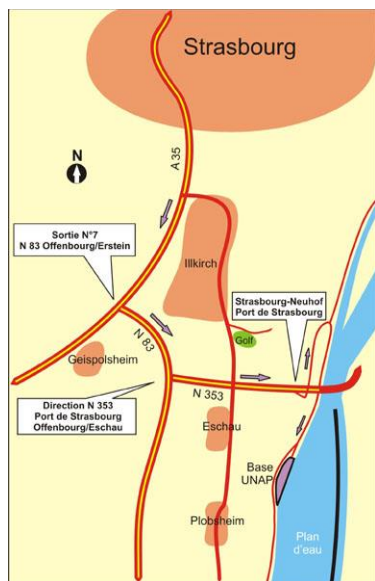 Strasbourg
A 35
N
Sortie N°7
N 83 Offenbourg/Erstein
Illkirch
Strasbourg-Neuhof
Port de Strasbourg
N 83
Golf
Geispolsheim
Direction N 353
Port de Strasbourg
Offenbourg/Eschau
N 353
Eschau
Base
UNAP
Plobsheim
Plan
d'eau